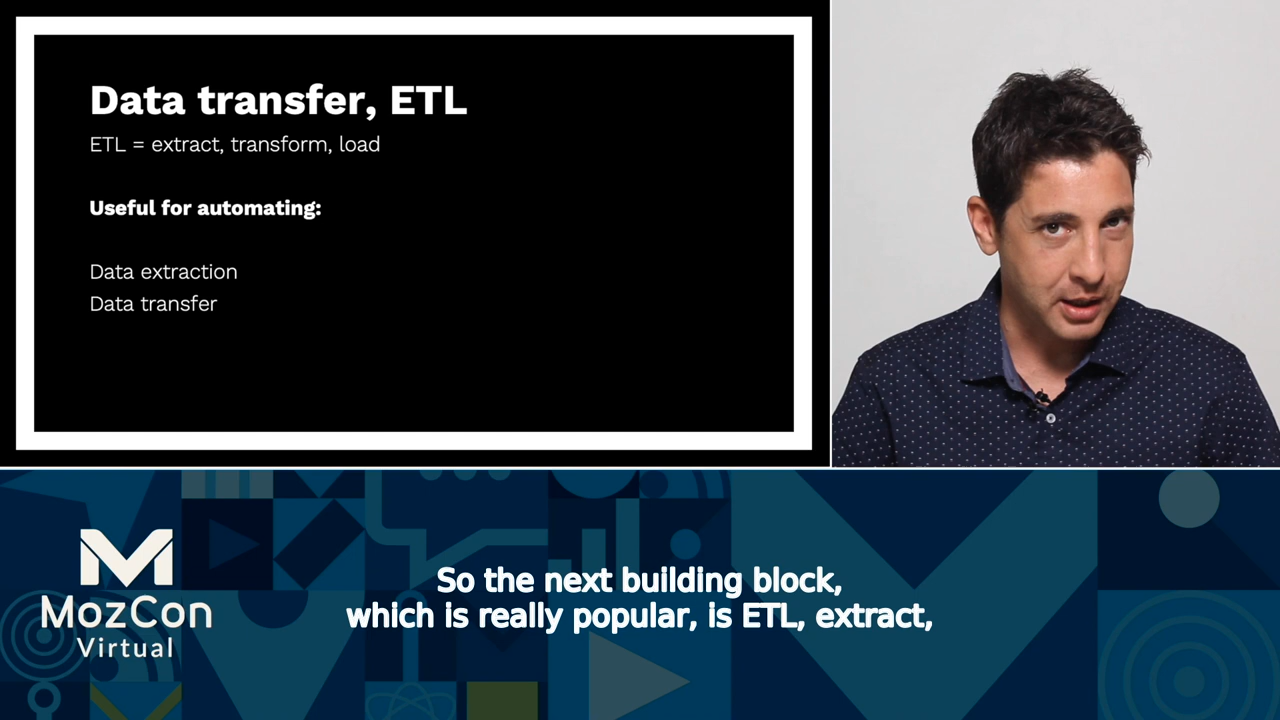 Data transfer, ETL
ETL = extract, transform, load
Useful for automating:
Data extraction
Data transfer
M
MozCon
Virtual
So the next building block,
which is really popular, is ETL, extract,